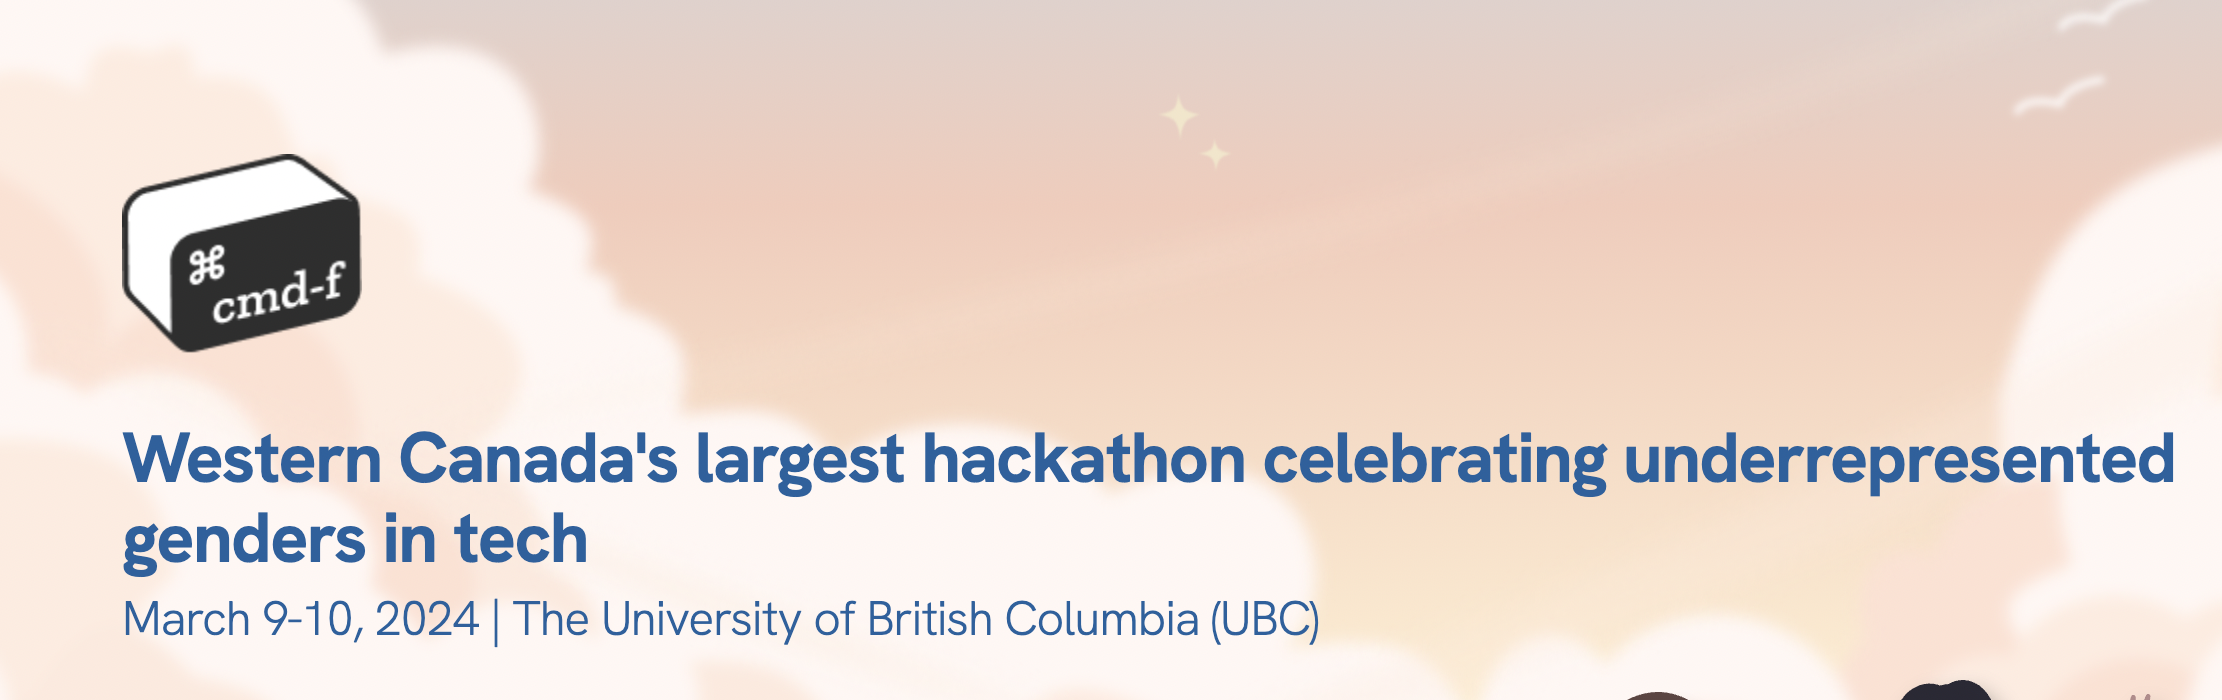 ⌘
cmd-f
Western Canada's largest hackathon celebrating underrepresented
genders in tech
March 9-10, 2024 | The University of British Columbia (UBC)